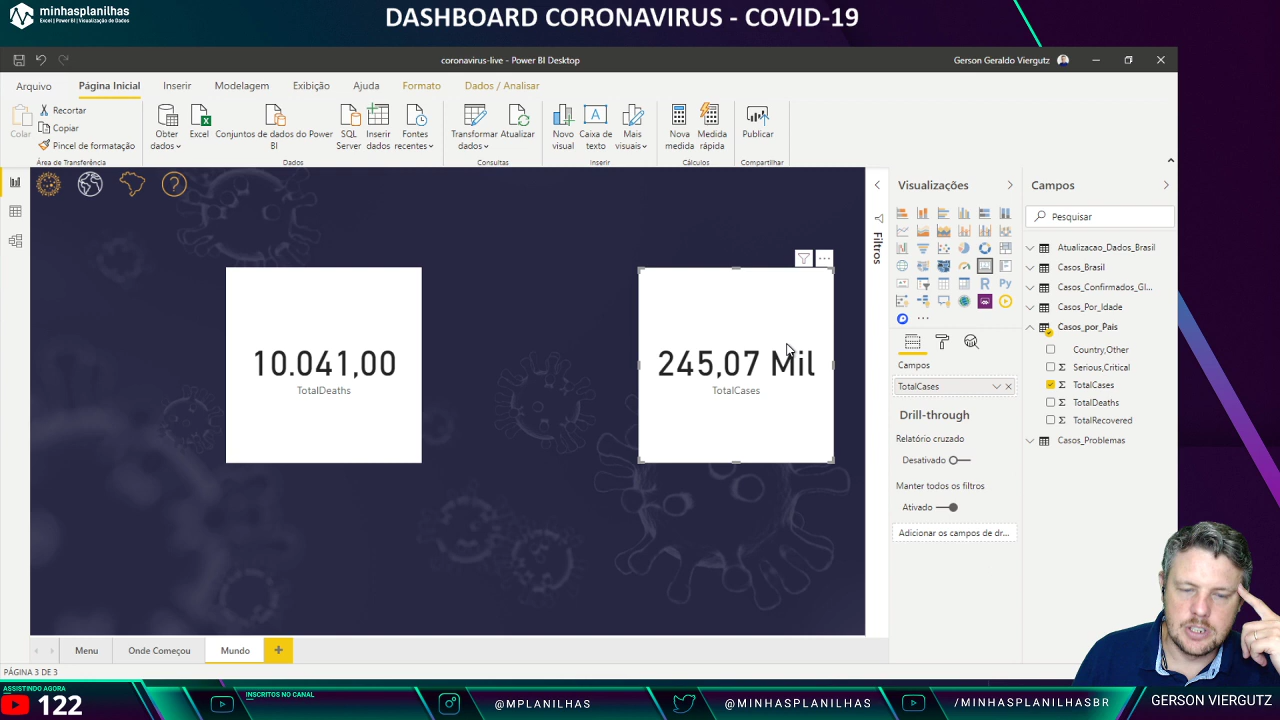 minhasplanilhas
Excel | Power BI | Visualização de Dados
DASHBOARD CORONAVIRUS - COVID-19
coronavirus-live - Power BI Desktop
Gerson Geraldo Viergutz
Arquivo
Página Inicial
Inserir
Modelagem
Exibição
Ajuda
Formato
Dados / Analisar
Colar
Recortar
Copiar
Pincel de formatação
Área de Transferência
Obter dados
Excel
Conjuntos de dados do Power BI
SQL Server
Inserir dados
Fontes recentes
Dados
Transformar dados
Atualizar
Consultas
Novo visual
Caixa de texto
Mais visuais
Inserir
Nova medida
Medida rápida
Cálculos
Publicar
Compartilhar
10.041,00
TotalDeaths
245,07 Mil
TotalCases
Filtros
Visualizações
R
Py
Campos
TotalCases
Drill-through
Relatório cruzado
Desativado
Manter todos os filtros
Ativado
Adicionar os campos de dr...
Campos
Pesquisar
Atualizacao_Dados_Brasil
Casos_Brasil
Casos_Confirmados_Gl...
Casos_Por_Idade
Casos_por_Pais
Country,Other
Serious,Critical
TotalCases
TotalDeaths
TotalRecovered
Casos_Problemas
Menu
Onde Começou
Mundo
PÁGINA 3 DE 3
ASSISTINDO AGORA
122
INSCRITOS NO CANAL
@MPLANILHAS
@MINHASPLANILHAS
/MINHASPLANILHASBR
GERSON VIERGUTZ